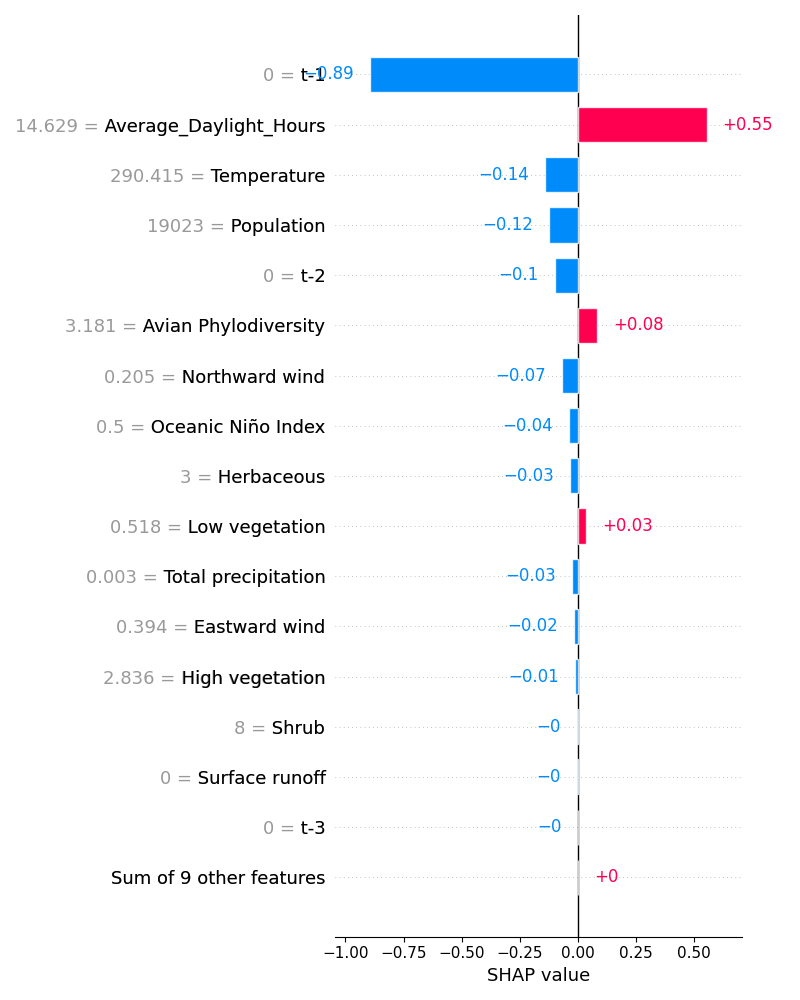 0 = t-1 −0.89
14.629 = Average_Daylight_Hours +0.55
290.415 = Temperature −0.14
19023 = Population −0.12
0 = t-2 −0.1
3.181 = Avian Phylodiversity +0.08
0.205 = Northward wind −0.07
0.5 = Oceanic Niño Index −0.04
3 = Herbaceous −0.03
0.518 = Low vegetation +0.03
0.003 = Total precipitation −0.03
0.394 = Eastward wind −0.02
2.836 = High vegetation −0.01
8 = Shrub −0
0 = Surface runoff −0
0 = t-3 −0
Sum of 9 other features +0
−1.00 −0.75 −0.50 −0.25 0.00 0.25 0.50
SHAP value